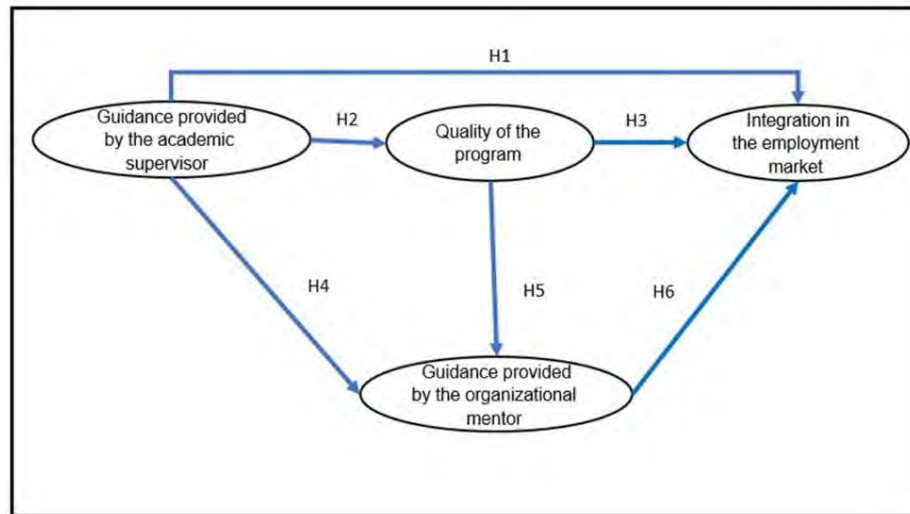 H1
Guidance provided
by the academic
supervisor
H2
Quality of the
program
H3
Integration in
the employment
market
H4
H5
H6
Guidance provided
by the organizational
mentor